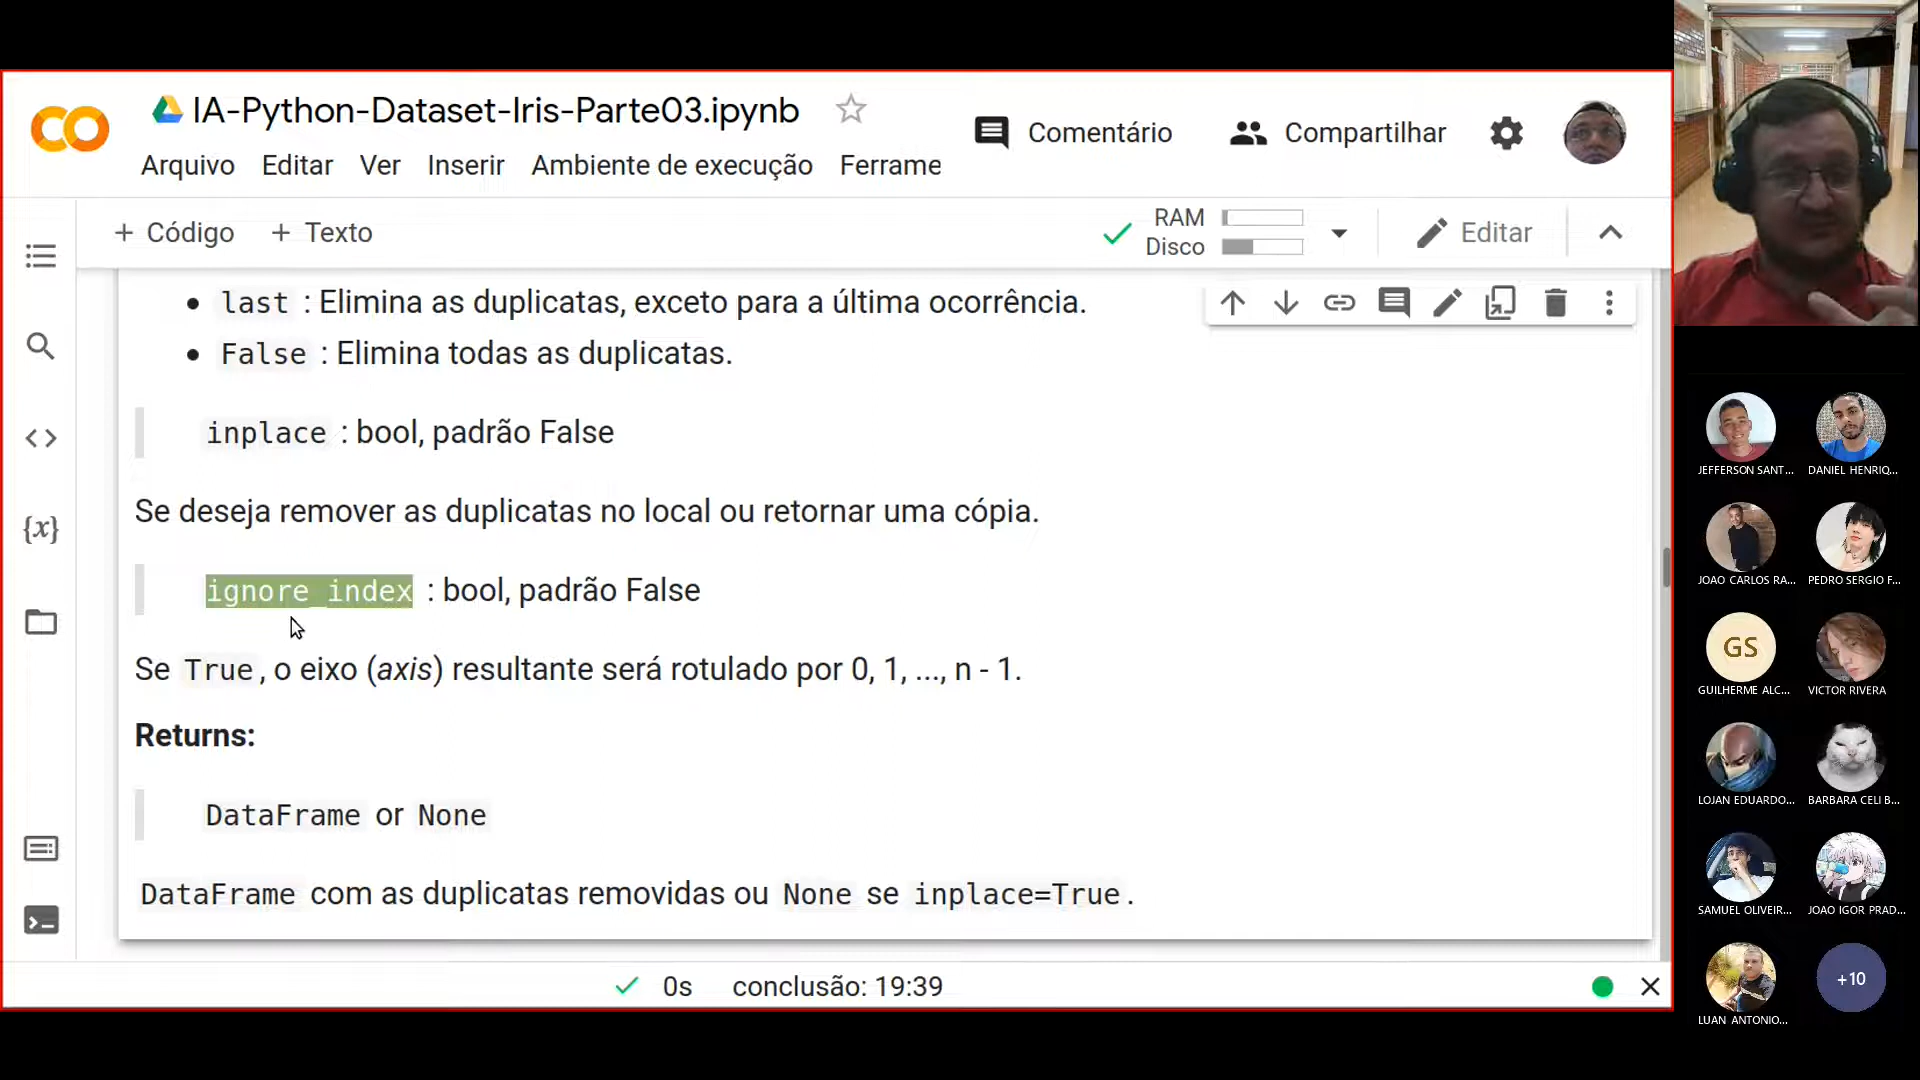 IA-Python-Dataset-Iris-Parte03.ipynb
Arquivo Editar Ver Inserir Ambiente de execução Ferrame
Comentário
Compartilhar
+ Código + Texto
RAM
Disco
Editar
last : Elimina as duplicatas, exceto para a última ocorrência.
False : Elimina todas as duplicatas.
inplace : bool, padrão False
Se deseja remover as duplicatas no local ou retornar uma cópia.
ignore_index : bool, padrão False
Se True, o eixo (axis) resultante será rotulado por 0, 1, ..., n - 1.
Returns:
DataFrame or None
DataFrame com as duplicatas removidas ou None se inplace=True.
0s conclusão: 19:39
JEFFERSON SANT... DANIEL HENRIQ...
JOAO CARLOS RA... PEDRO SERGIO F...
GS
GUILHERME ALC... VICTOR RIVERA
LOJAN EDUARDO... BARBARA CELI B...
SAMUEL OLIVEIR... JOAO IGOR PRAD...
+10
LUAN ANTONIO...